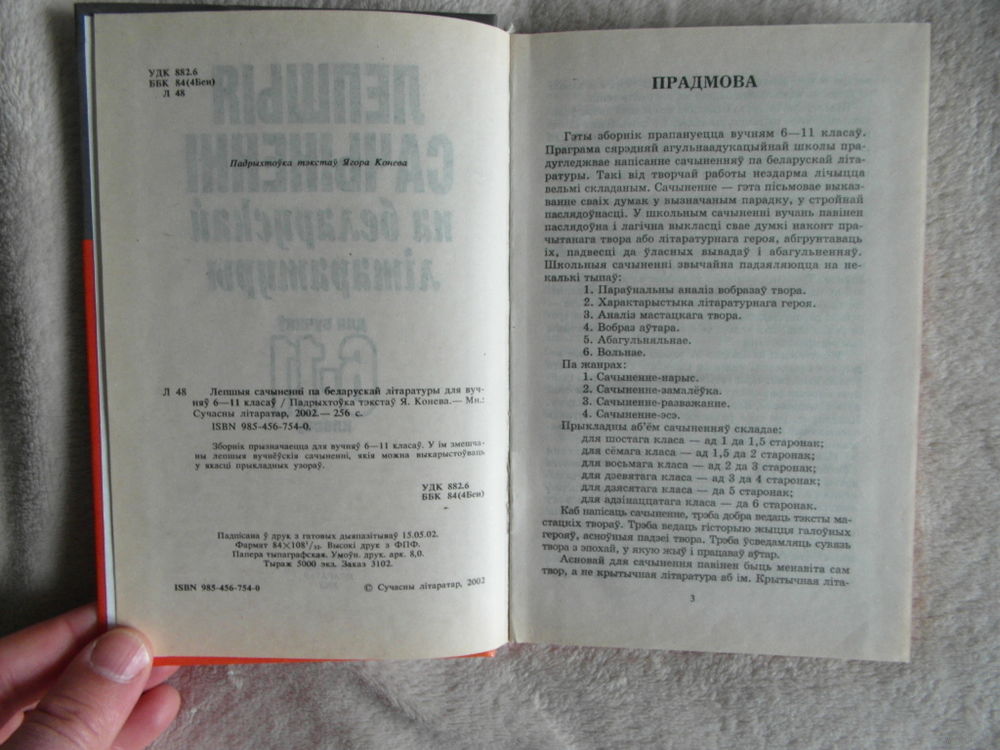 УДК 882.6
ББК 84(4Беи)
Л 48
Падрыхтоўка тэкстаў Ягора Конева
Л 48 Лепшыя сачыненні па беларускай літаратуры для вуч-
няў 6—11 класаў / Падрыхтоўка тэкстаў Я. Конева.— Мн.:
Сучасны літаратар, 2002.— 256 с.
ISBN 985-456-754-0.
Зборнік прызначаецца для вучняў 6—11 класаў. У ім змешча-
ны лепшыя вучнёўскія сачыненні, якія можна выкарыстоўваць
у якасці прыкладных узораў.
УДК 882.6
ББК 84(4Беи)
Падпісана ў друк з гатовых дыяпазітываў 15.05.02.
Фармат 84×108¹/₃₂. Высокі друк з ФПФ.
Папера тыпаграфская. Умоўн. друк. арк. 8,0.
Тыраж 5000 экз. Заказ 3102.
ISBN 985-456-754-0
© Сучасны літаратар, 2002
ПРАДМОВА
Гэты зборнік прапануецца вучням 6—11 класаў.
Праграма сярэдняй агульнаадукацыйнай школы пра-
дугледжвае напісанне сачыненняў па беларускай літа-
ратуры. Такі від творчай работы нездарма лічыцца
вельмі складаным. Сачыненне — гэта пісьмовае выказ-
ванне сваіх думак у вызначаным парадку, у стройнай
паслядоўнасці. У школьным сачыненні вучань павінен
паслядоўна і лагічна выкласці свае думкі наконт пра-
чытанага твора або літаратурнага героя, абгрунтаваць
іх, падвесці да ўласных вывадаў і абагульненняў.
Школьныя сачыненні звычайна падзяляюцца на не-
калькі тыпаў:
1. Параўнальны аналіз вобразаў твора.
2. Характарыстыка літаратурнага героя.
3. Аналіз мастацкага твора.
4. Вобраз аўтара.
5. Абагульняльнае.
6. Вольнае.
Па жанрах:
1. Сачыненне-нарыс.
2. Сачыненне-замалёўка.
3. Сачыненне-разважанне.
4. Сачыненне-эсэ.
Прыкладны аб'ём сачыненняў складае:
для шостага класа — ад 1 да 1,5 старонак;
для сёмага класа — ад 1,5 да 2 старонак;
для восьмага класа — ад 2 да 3 старонак;
для дзевятага класа — ад 3 да 4 старонак;
для дзясятага класа — да 5 старонак;
для адзінаццатага класа — да 6 старонак.
Каб напісаць сачыненне, трэба добра ведаць тэксты ма-
стацкіх твораў. Трэба ведаць гісторыю жыцця галоўных
герояў, асноўныя падзеі твора. Трэба ўсведамляць сувязь
твора з эпохай, у якую жыў і працаваў аўтар.
Асновай для сачынення павінен быць менавіта сам
твор, а не крытычная літаратура аб ім. Крытычная літа-
3